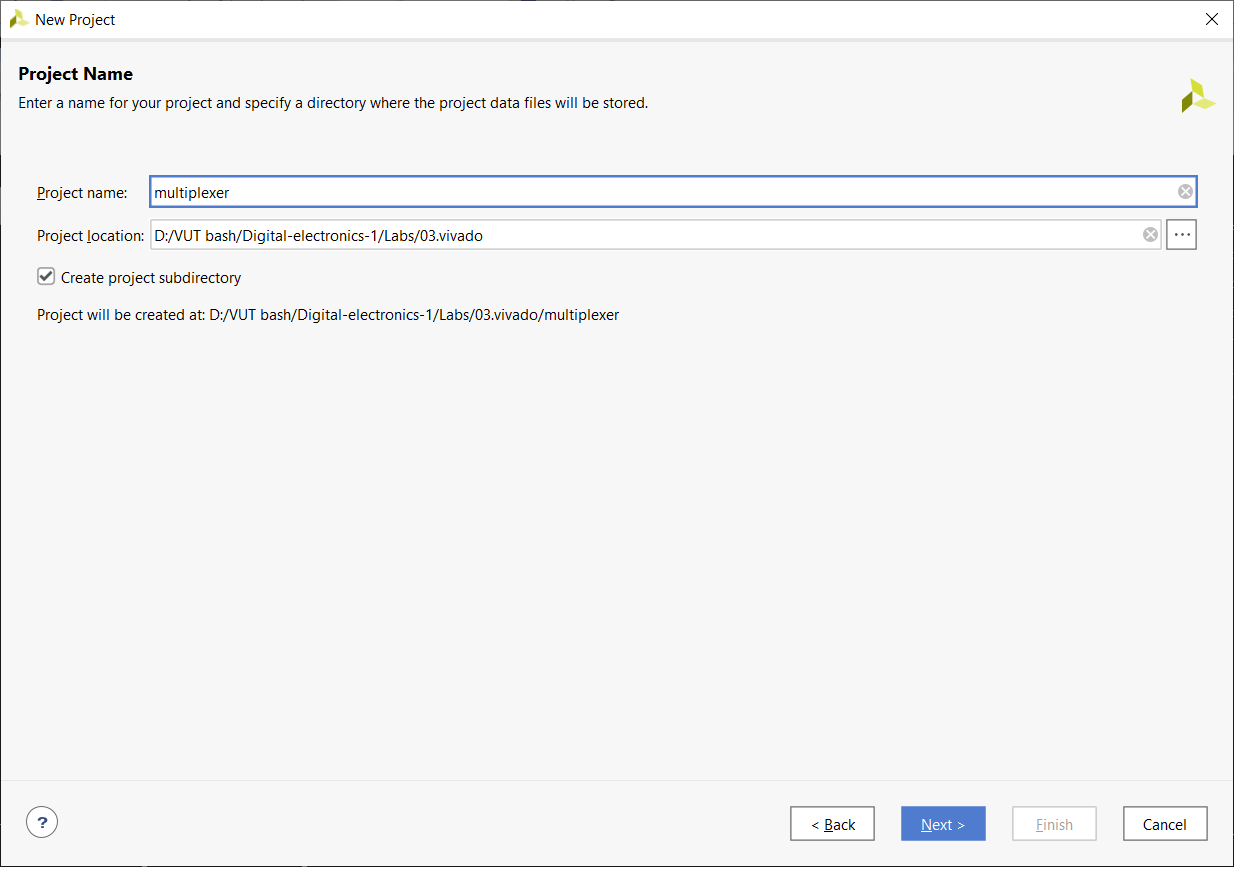 New Project
Project Name
Enter a name for your project and specify a directory where the project data files will be stored.
Project name: multiplexer
Project location: D:/VUT bash/Digital-electronics-1/Labs/03.vivado ...
Create project subdirectory
Project will be created at: D:/VUT bash/Digital-electronics-1/Labs/03.vivado/multiplexer
? < Back Next > Finish Cancel